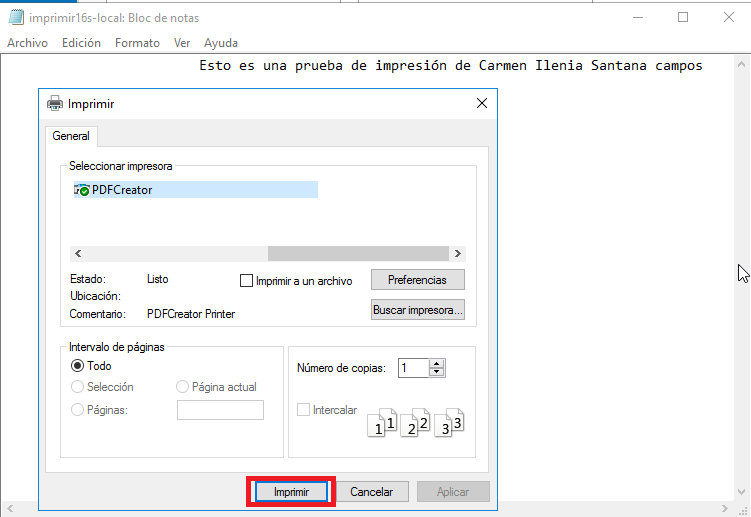 imprimir16s-local: Bloc de notas
Archivo Edición Formato Ver Ayuda
Esto es una prueba de impresión de Carmen Ilenia Santana campos
Imprimir
General
Seleccionar impresora
PDFCreator
Estado: Listo
Imprimir a un archivo
Preferencias
Ubicación:
Comentario: PDFCreator Printer
Buscar impresora...
Intervalo de páginas
Todo
Selección Página actual
Páginas:
Número de copias: 1
Intercalar
1 1 2 2 3 3
Imprimir Cancelar Aplicar